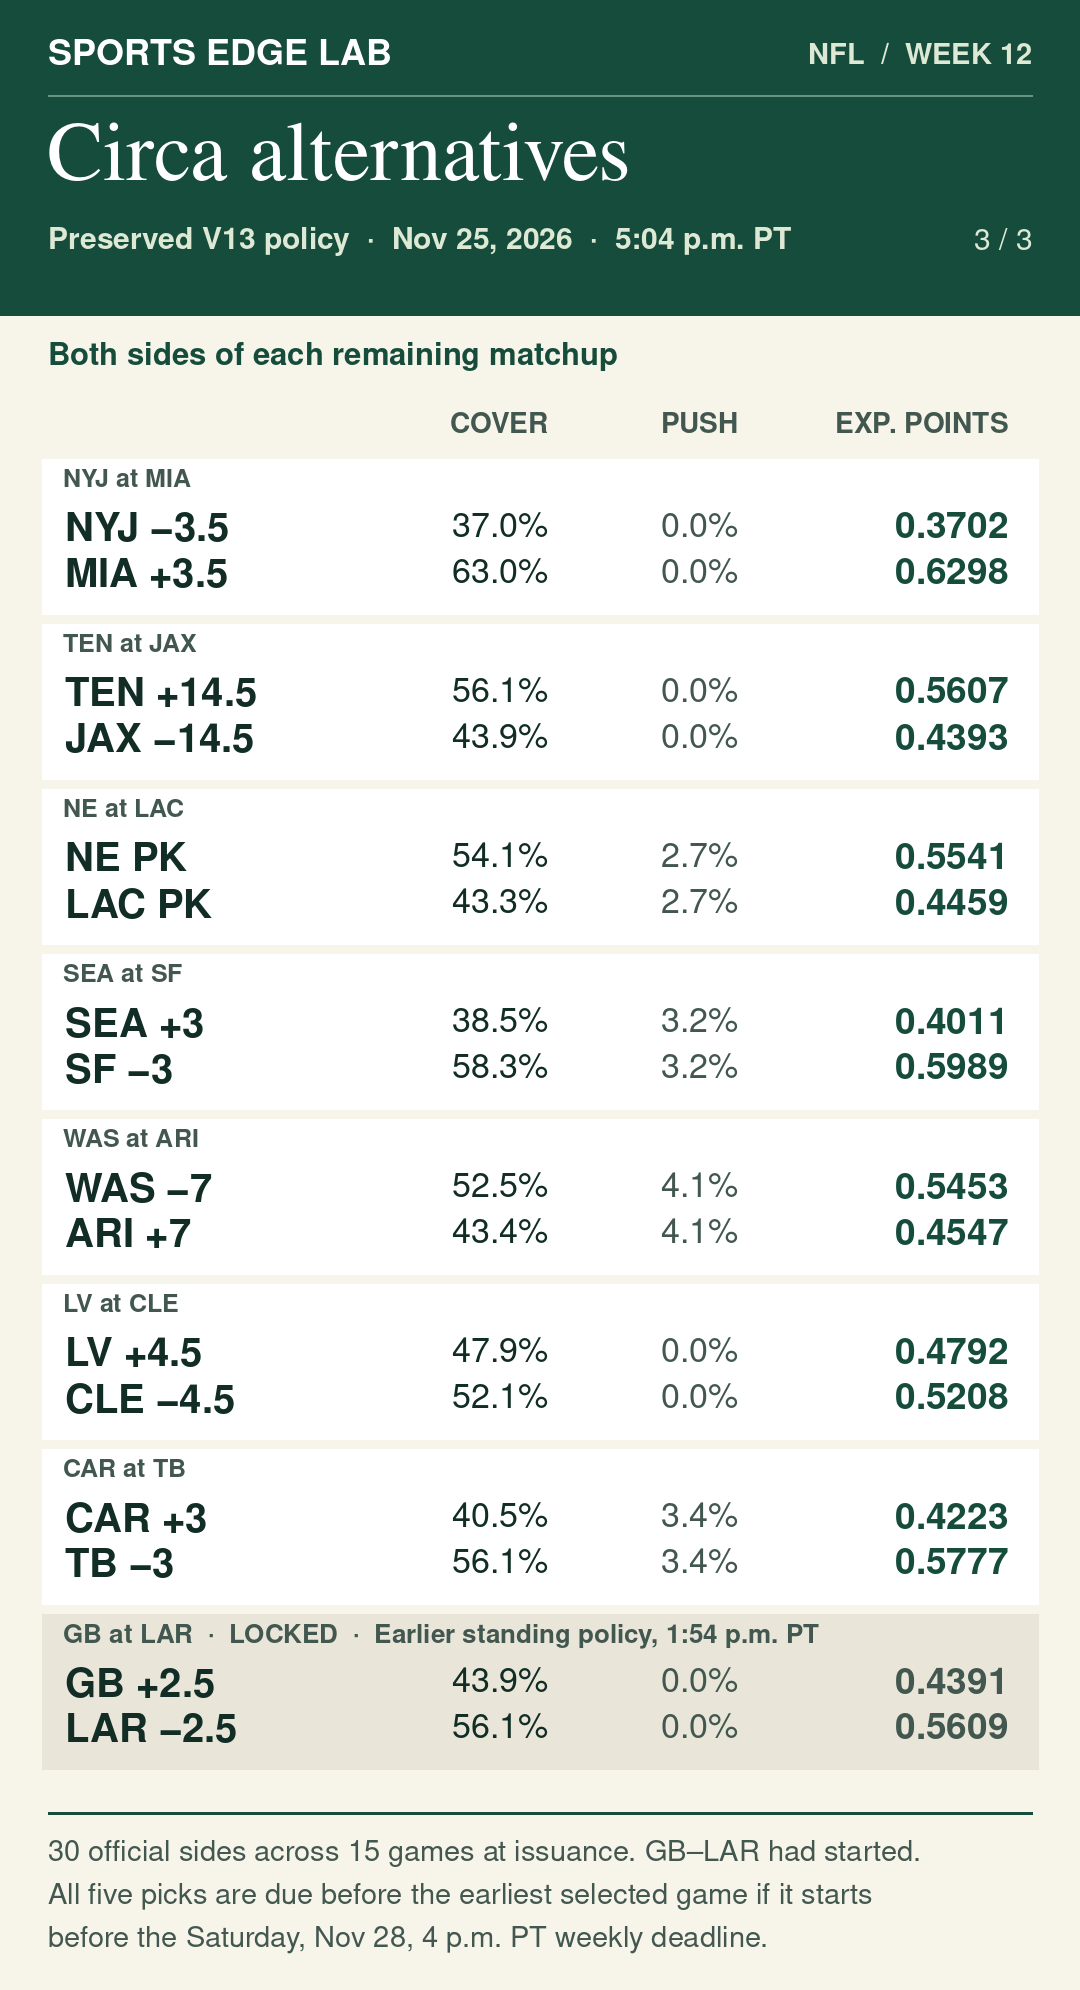 SPORTS EDGE LAB NFL / WEEK 12
Circa alternatives
Preserved V13 policy · Nov 25, 2026 · 5:04 p.m. PT 3 / 3
Both sides of each remaining matchup
COVER PUSH EXP. POINTS
NYJ at MIA
NYJ −3.5 37.0% 0.0% 0.3702
MIA +3.5 63.0% 0.0% 0.6298
TEN at JAX
TEN +14.5 56.1% 0.0% 0.5607
JAX −14.5 43.9% 0.0% 0.4393
NE at LAC
NE PK 54.1% 2.7% 0.5541
LAC PK 43.3% 2.7% 0.4459
SEA at SF
SEA +3 38.5% 3.2% 0.4011
SF −3 58.3% 3.2% 0.5989
WAS at ARI
WAS −7 52.5% 4.1% 0.5453
ARI +7 43.4% 4.1% 0.4547
LV at CLE
LV +4.5 47.9% 0.0% 0.4792
CLE −4.5 52.1% 0.0% 0.5208
CAR at TB
CAR +3 40.5% 3.4% 0.4223
TB −3 56.1% 3.4% 0.5777
GB at LAR · LOCKED · Earlier standing policy, 1:54 p.m. PT
GB +2.5 43.9% 0.0% 0.4391
LAR −2.5 56.1% 0.0% 0.5609
30 official sides across 15 games at issuance. GB–LAR had started.
All five picks are due before the earliest selected game if it starts
before the Saturday, Nov 28, 4 p.m. PT weekly deadline.